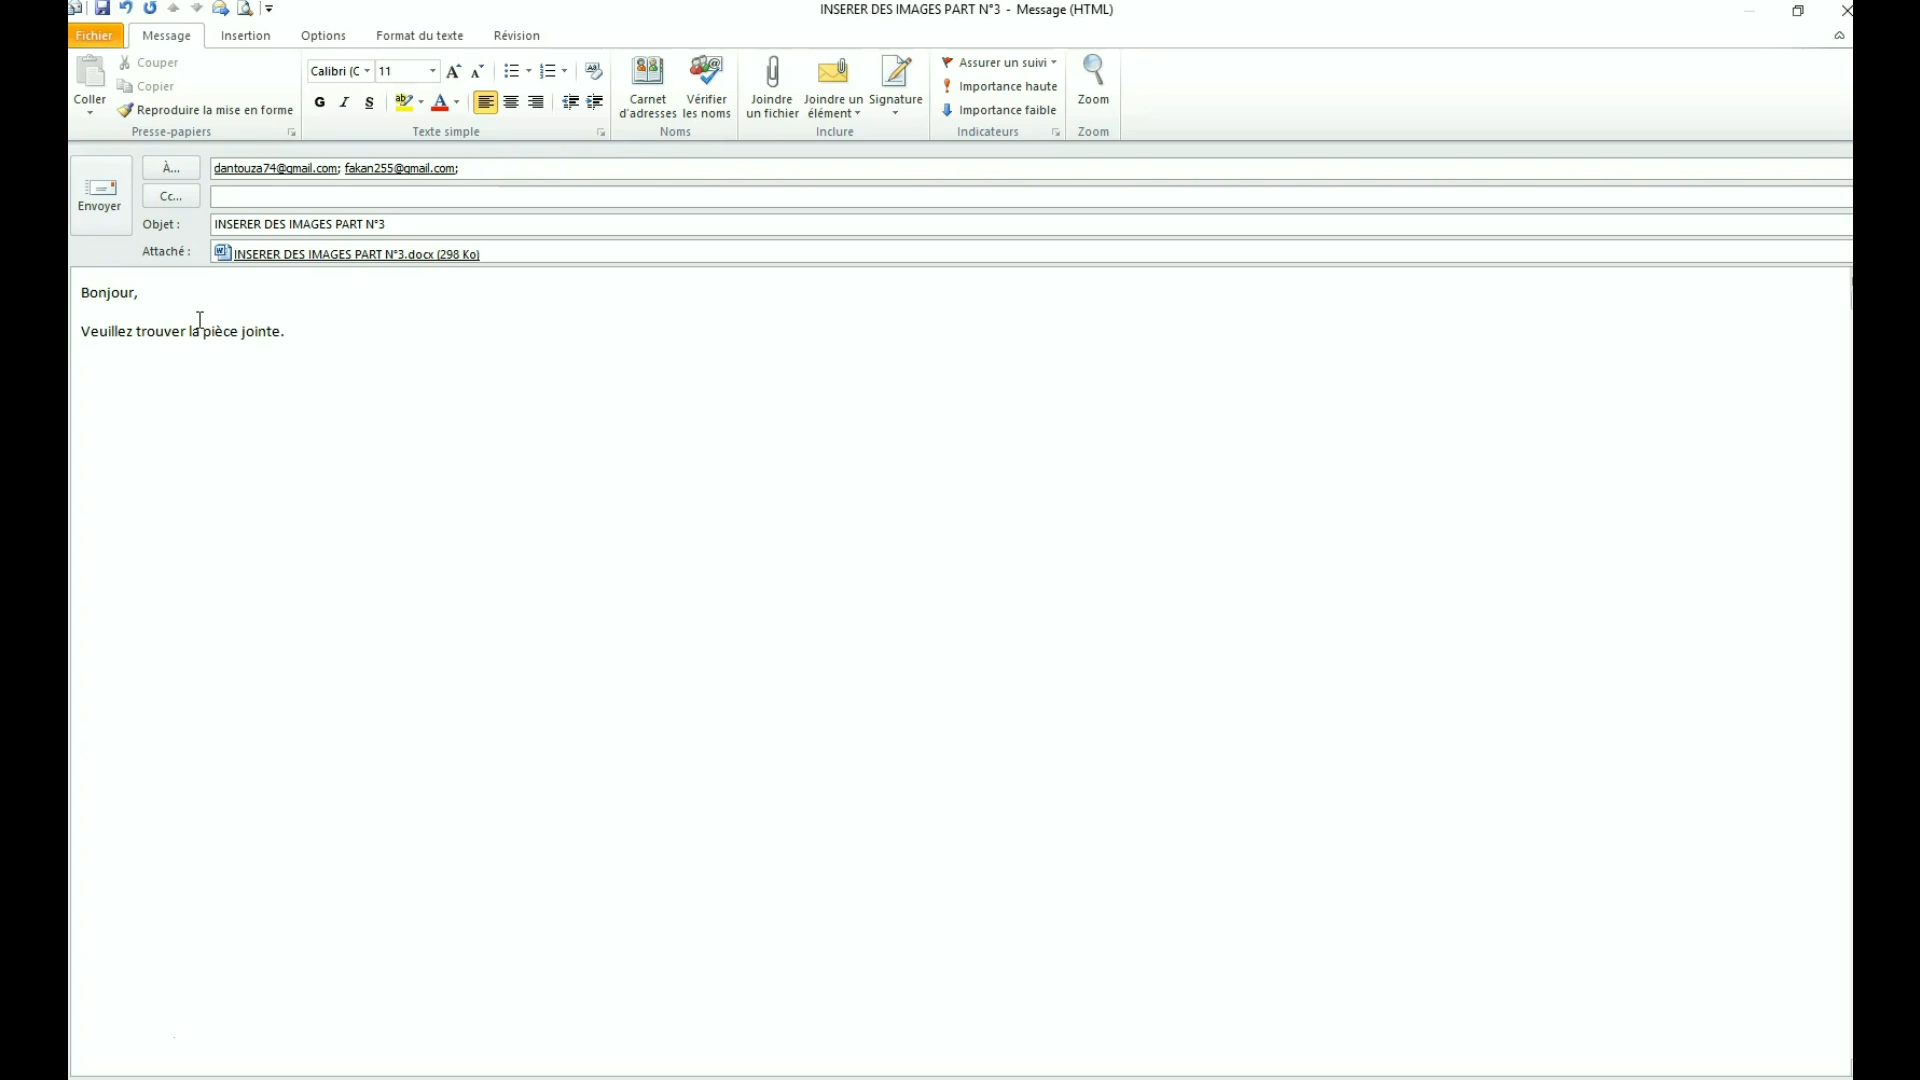 INSERER DES IMAGES PART N°3 - Message (HTML)
Fichier Message Insertion Options Format du texte Révision
Coller
Couper
Copier
Reproduire la mise en forme
Presse-papiers
Calibri (C 11
G I S
Texte simple
Carnet d'adresses
Vérifier les noms
Noms
Joindre un fichier
Joindre un élément
Signature
Inclure
Assurer un suivi
Importance haute
Importance faible
Indicateurs
Zoom
Zoom
Envoyer
À... dantouza74@gmail.com; fakan255@gmail.com;
Cc...
Objet : INSERER DES IMAGES PART N°3
Attaché : INSERER DES IMAGES PART N°3.docx (298 Ko)
Bonjour,
Veuillez trouver la pièce jointe.